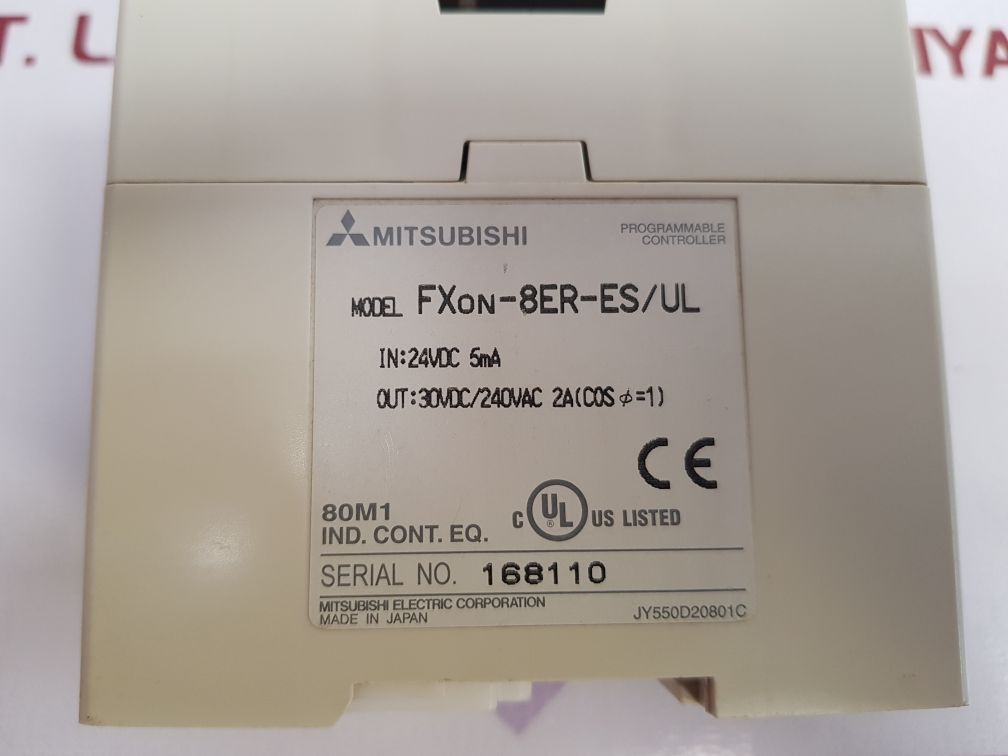 MITSUBISHI
PROGRAMMABLE
CONTROLLER
MODEL FX0N-8ER-ES/UL
IN:24VDC 5mA
OUT:30VDC/240VAC 2A(COS φ=1)
CE
80M1
IND. CONT. EQ.
C UL ® US LISTED
SERIAL NO. 168110
MITSUBISHI ELECTRIC CORPORATION
MADE IN JAPAN
JY550D20801C